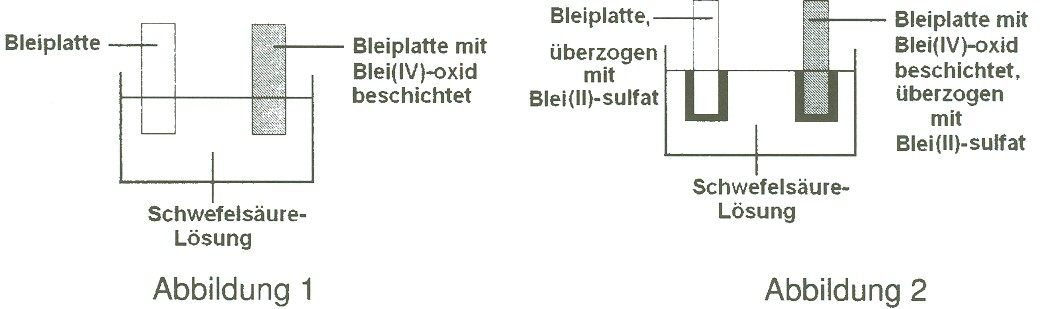 Bleiplatte
Bleiplatte mit
Blei(IV)-oxid
beschichtet
Schwefelsäure-
Lösung
Abbildung 1
Bleiplatte,
überzogen
mit
Blei(II)-sulfat
Bleiplatte mit
Blei(IV)-oxid
beschichtet,
überzogen
mit
Blei(II)-sulfat
Schwefelsäure-
Lösung
Abbildung 2